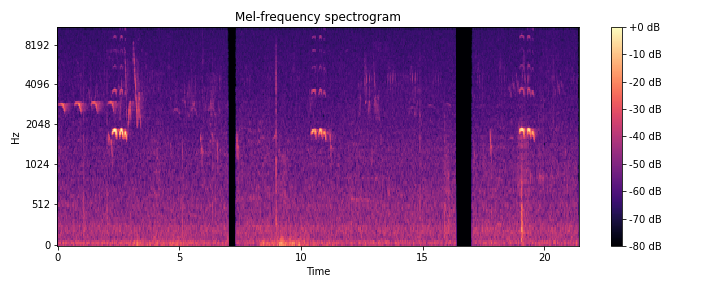 Mel-frequency spectrogram
Hz
8192
4096
2048
1024
512
0
0
5
10
15
20
Time
+0 dB
-10 dB
-20 dB
-30 dB
-40 dB
-50 dB
-60 dB
-70 dB
-80 dB